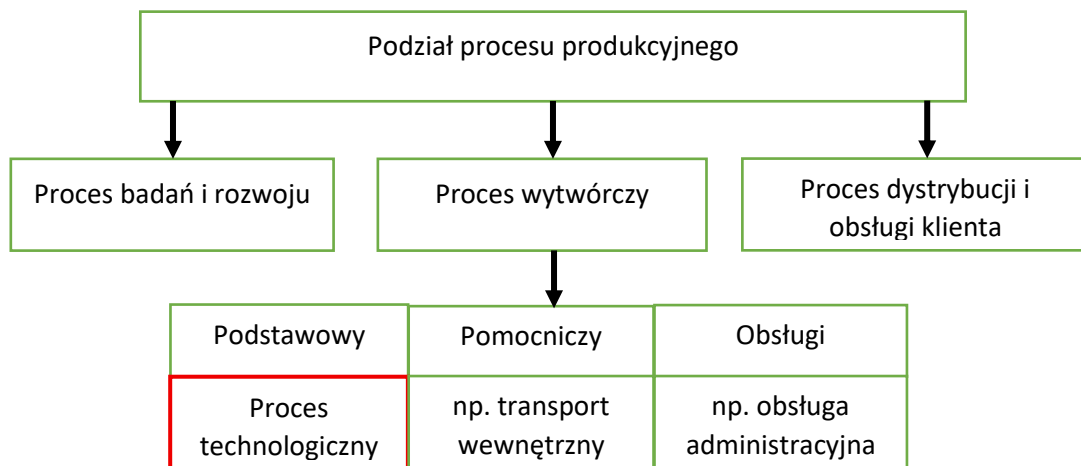 Podział procesu produkcyjnego
Proces badań i rozwoju
Proces wytwórczy
Proces dystrybucji i
obsługi klienta
Podstawowy
Pomocniczy
Obsługi
Proces
technologiczny
np. transport
wewnętrzny
np. obsługa
administracyjna